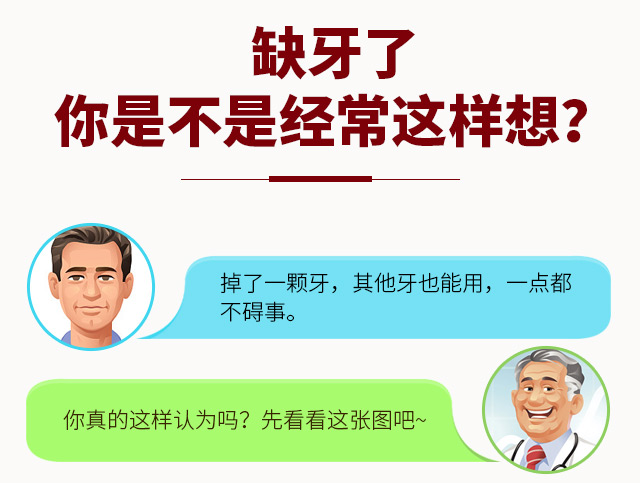 缺牙了
你是不是经常这样想？
掉了一颗牙，其他牙也能用，一点都
不碍事。
你真的这样认为吗？先看看这张图吧~